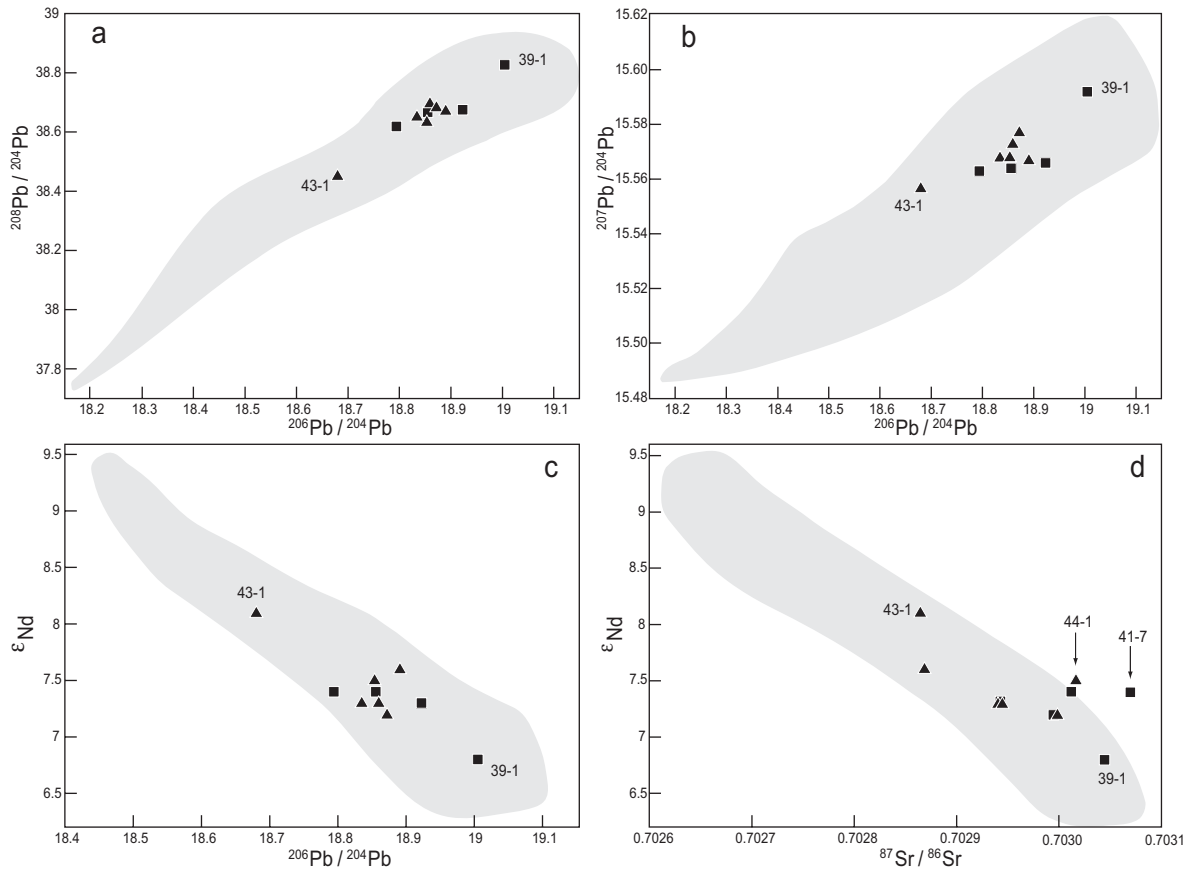 a
39
38.8
38.6
38.4
38.2
38
37.8
208Pb / 204Pb
39-1
43-1
18.2 18.3 18.4 18.5 18.6 18.7 18.8 18.9 19 19.1
206Pb / 204Pb
b
15.62
15.60
15.58
15.56
15.54
15.52
15.50
15.48
207Pb / 204Pb
39-1
43-1
18.2 18.3 18.4 18.5 18.6 18.7 18.8 18.9 19 19.1
206Pb / 204Pb
c
9.5
9
8.5
8
7.5
7
6.5
εNd
43-1
39-1
18.4 18.5 18.6 18.7 18.8 18.9 19 19.1
206Pb / 204Pb
d
9.5
9
8.5
8
7.5
7
6.5
εNd
43-1
44-1
41-7
39-1
0.7026 0.7027 0.7028 0.7029 0.7030 0.7031
87Sr / 86Sr